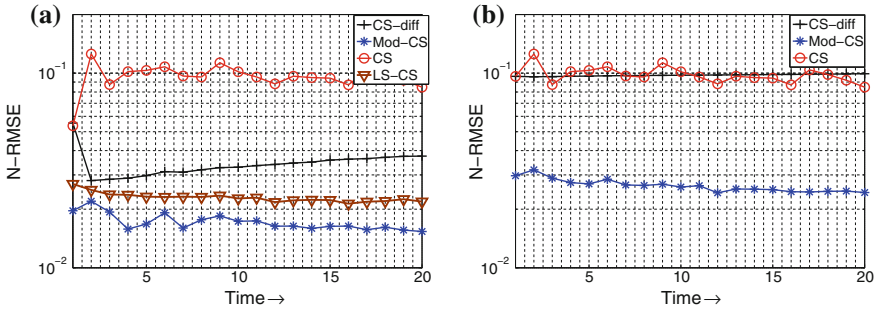 (a)
CS-diff
Mod-CS
CS
LS-CS
10⁻¹
10⁻²
N-RMSE
5
10
15
20
Time→
(b)
CS-diff
Mod-CS
CS
10⁻¹
10⁻²
N-RMSE
5
10
15
20
Time→